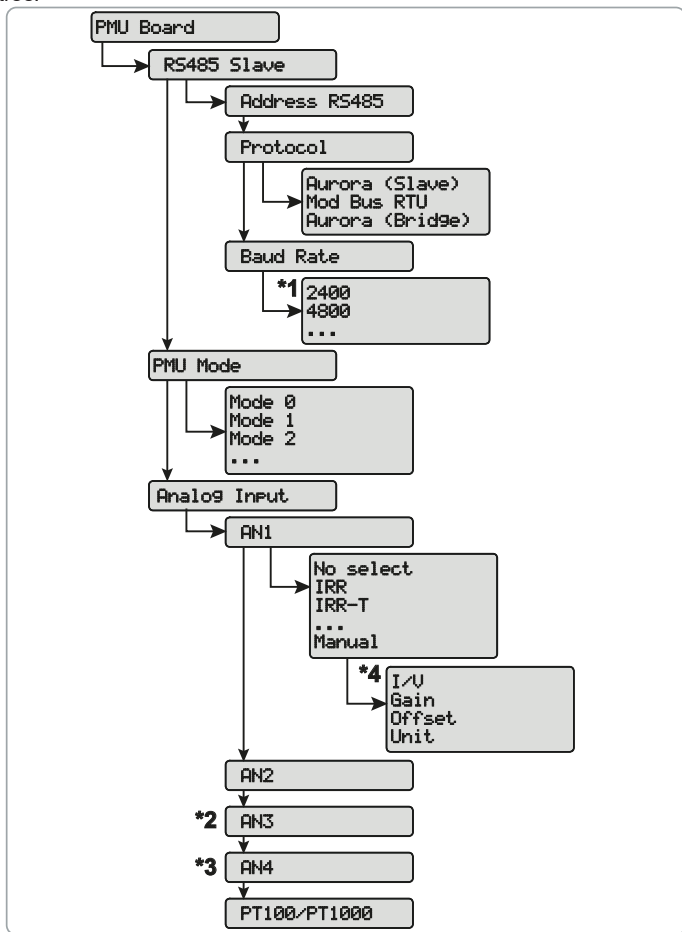 PMU Board
RS485 Slave
Address RS485
Protocol
Aurora (Slave)
Mod Bus RTU
Aurora (Bridge)
Baud Rate
*1
2400
4800
...
PMU Mode
Mode 0
Mode 1
Mode 2
...
Analog Input
AN1
No select
IRR
IRR-T
...
Manual
*4
I/V
Gain
Offset
Unit
AN2
*2
AN3
*3
AN4
PT100/PT1000